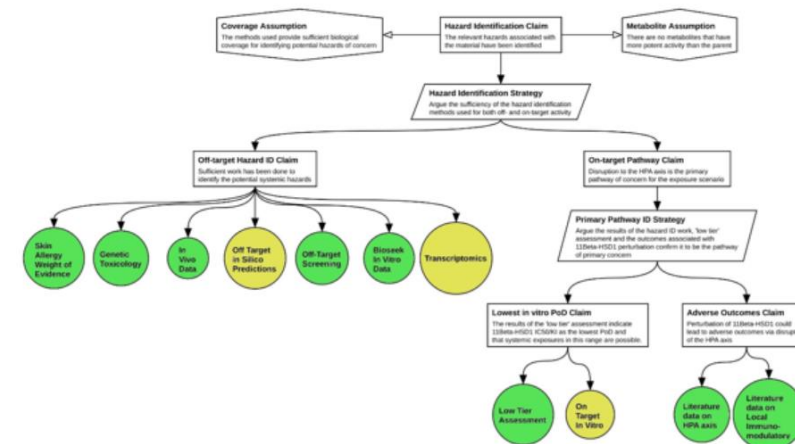 Coverage Assumption
The methods used provide sufficient biological
coverage for identifying potential hazards of concern
Hazard Identification Claim
The relevant hazards associated with
the material have been identified
Metabolite Assumption
There are no metabolites that have
more potent activity than the parent
Hazard Identification Strategy
Argue the sufficiency of the hazard identification
methods used for both off- and on-target activity
Off-target Hazard ID Claim
Sufficient work has been done to
identify the potential systemic hazards
On-target Pathway Claim
Disruption to the HPA axis is the primary
pathway of concern for the exposure scenario
Skin
Allergy
Weight of
Evidence
Genetic
Toxicology
In
Vivo
Data
Off Target
in Silico
Predictions
Off-Target
Screening
Bioseek
In Vitro
Data
Transcriptomics
Primary Pathway ID Strategy
Argue the results of the hazard ID work, 'low tier'
assessment and the outcomes associated with
11Beta-HSD1 perturbation confirm it to be the pathway
of primary concern
Lowest in vitro PoD Claim
The results of the 'low tier' assessment indicate
11Beta-HSD1 IC50/KI as the lowest PoD and
that systemic exposures in this range are possible.
Adverse Outcomes Claim
Perturbation of 11Beta-HSD1 could
lead to adverse outcomes via disrup
of the HPA axis
Low Tier
Assessment
On
Target
In Vitro
Literature
data on
HPA axis
Literature
data on
Local
Immuno-
modulatory